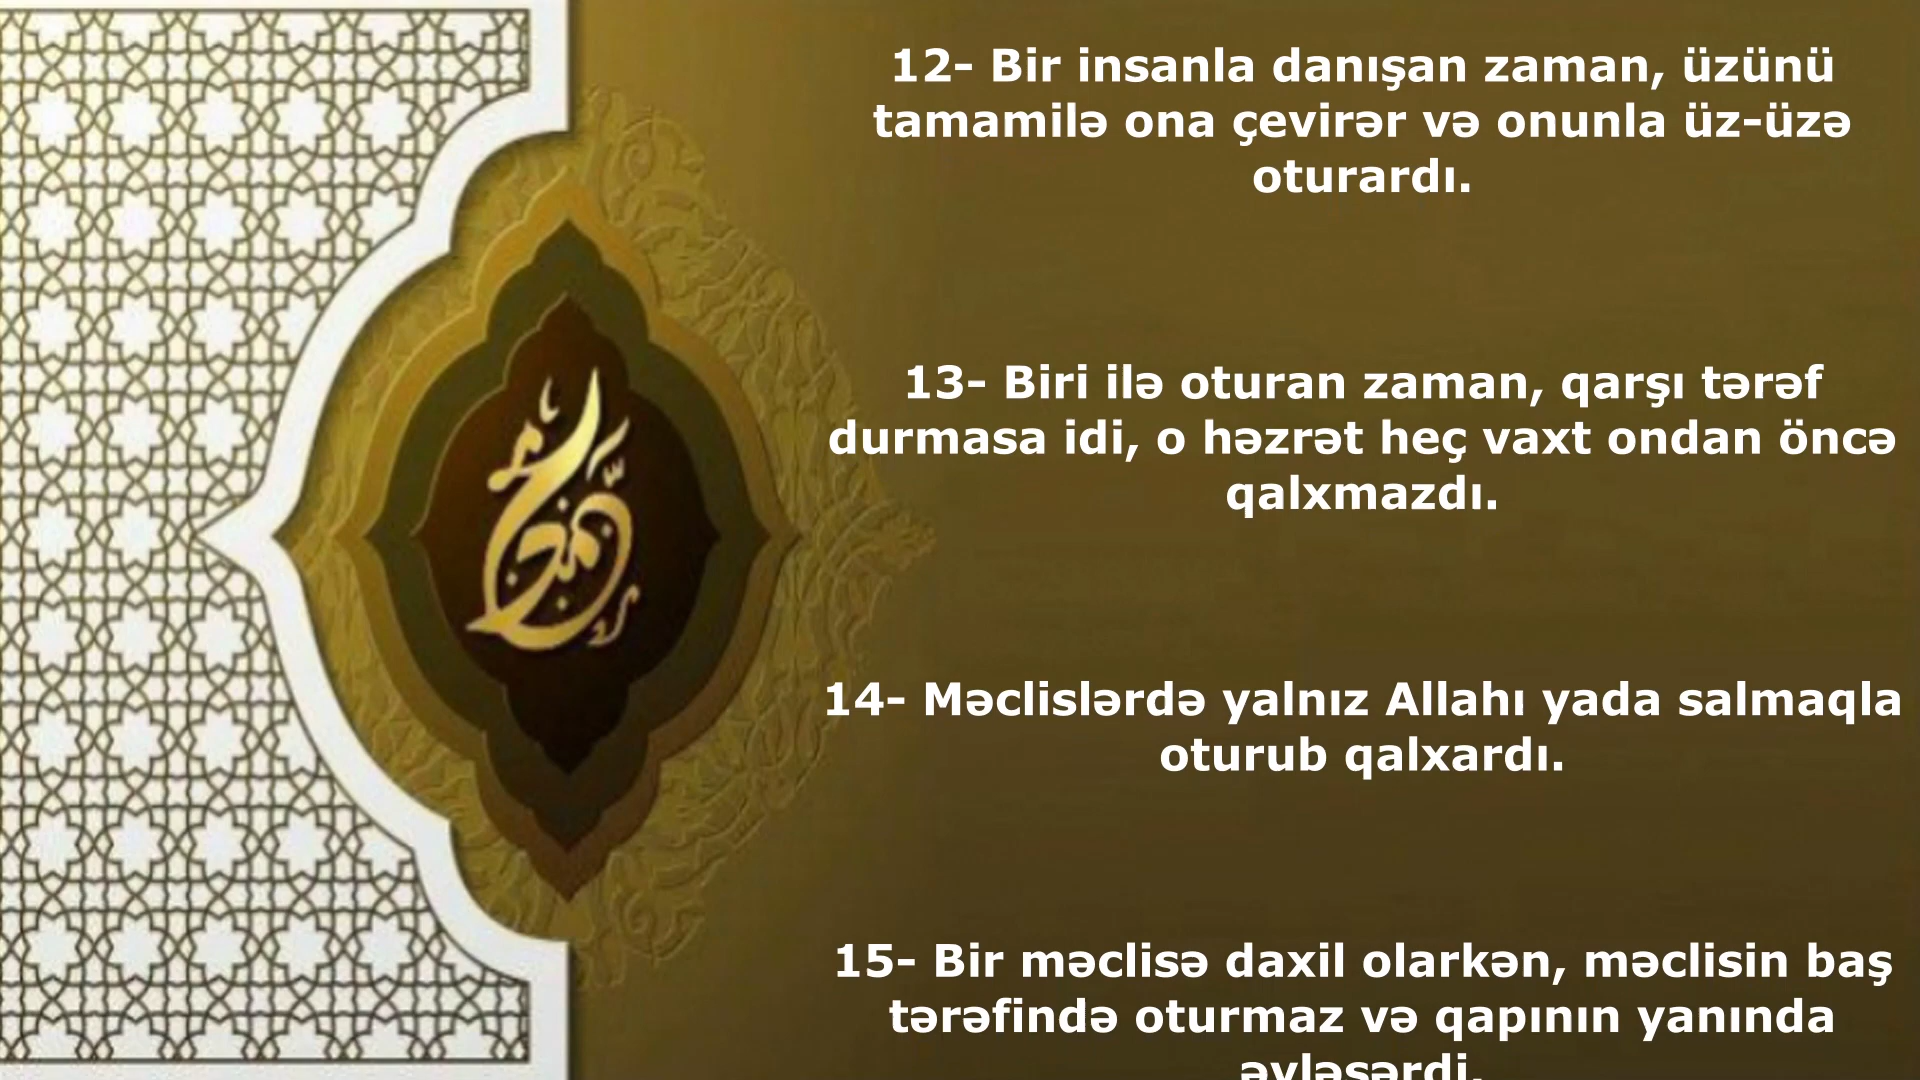 12- Bir insanla danışan zaman, üzünü
tamamilə ona çevirər və onunla üz-üzə
oturardı.
13- Biri ilə oturan zaman, qarşı tərəf
durmasa idi, o həzrət heç vaxt ondan öncə
qalxmazdı.
14- Məclislərdə yalnız Allahı yada salmaqla
oturub qalxardı.
15- Bir məclisə daxil olarkən, məclisin baş
tərəfində oturmaz və qapının yanında
əyləşərdi.